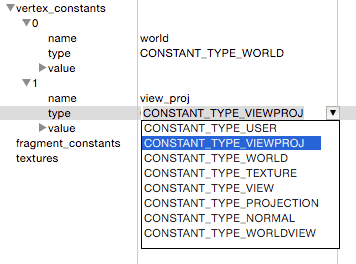 vertex_constants
0
name world
type CONSTANT_TYPE_WORLD
value
1
name view_proj
type CONSTANT_TYPE_VIEWPROJ
value CONSTANT_TYPE_USER
fragment_constants CONSTANT_TYPE_VIEWPROJ
textures CONSTANT_TYPE_WORLD
CONSTANT_TYPE_TEXTURE
CONSTANT_TYPE_VIEW
CONSTANT_TYPE_PROJECTION
CONSTANT_TYPE_NORMAL
CONSTANT_TYPE_WORLDVIEW